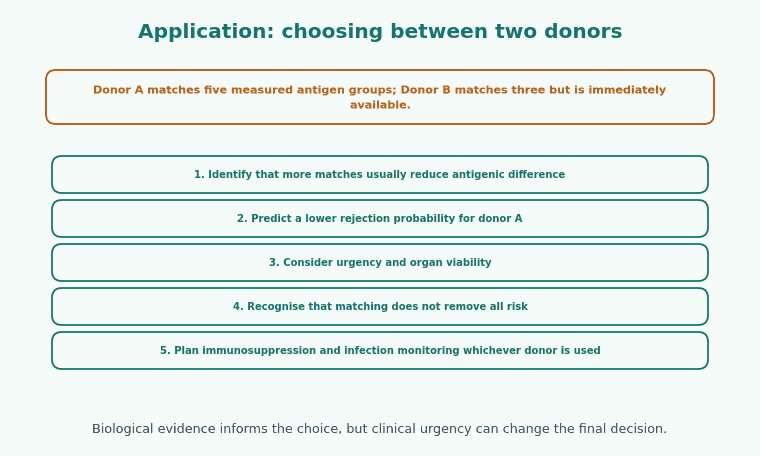 Application: choosing between two donors
Donor A matches five measured antigen groups; Donor B matches three but is immediately
available.
1. Identify that more matches usually reduce antigenic difference
2. Predict a lower rejection probability for donor A
3. Consider urgency and organ viability
4. Recognise that matching does not remove all risk
5. Plan immunosuppression and infection monitoring whichever donor is used
Biological evidence informs the choice, but clinical urgency can change the final decision.